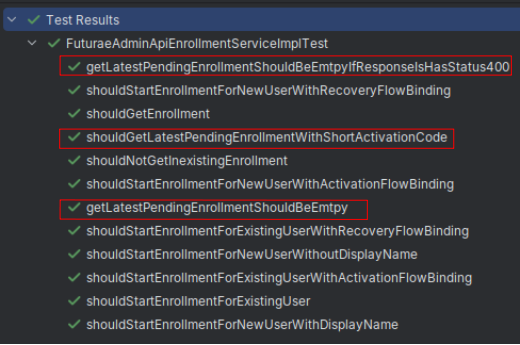 Test Results
FuturaeAdminApiEnrollmentServiceImplTest
getLatestPendingEnrollmentShouldBeEmtpyIfResponseIsHasStatus400
shouldStartEnrollmentForNewUserWithRecoveryFlowBinding
shouldGetEnrollment
shouldGetLatestPendingEnrollmentWithShortActivationCode
shouldNotGetInexistingEnrollment
shouldStartEnrollmentForNewUserWithActivationFlowBinding
getLatestPendingEnrollmentShouldBeEmtpy
shouldStartEnrollmentForExistingUserWithRecoveryFlowBinding
shouldStartEnrollmentForNewUserWithoutDisplayName
shouldStartEnrollmentForExistingUserWithActivationFlowBinding
shouldStartEnrollmentForExistingUser
shouldStartEnrollmentForNewUserWithDisplayName